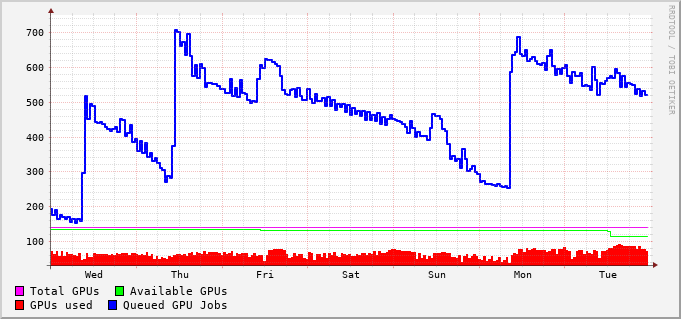 RRDTOOL / TOBI OETIKER
700
600
500
400
300
200
100
Wed Thu Fri Sat Sun Mon Tue
Total GPUs Available GPUs
GPUs used Queued GPU Jobs